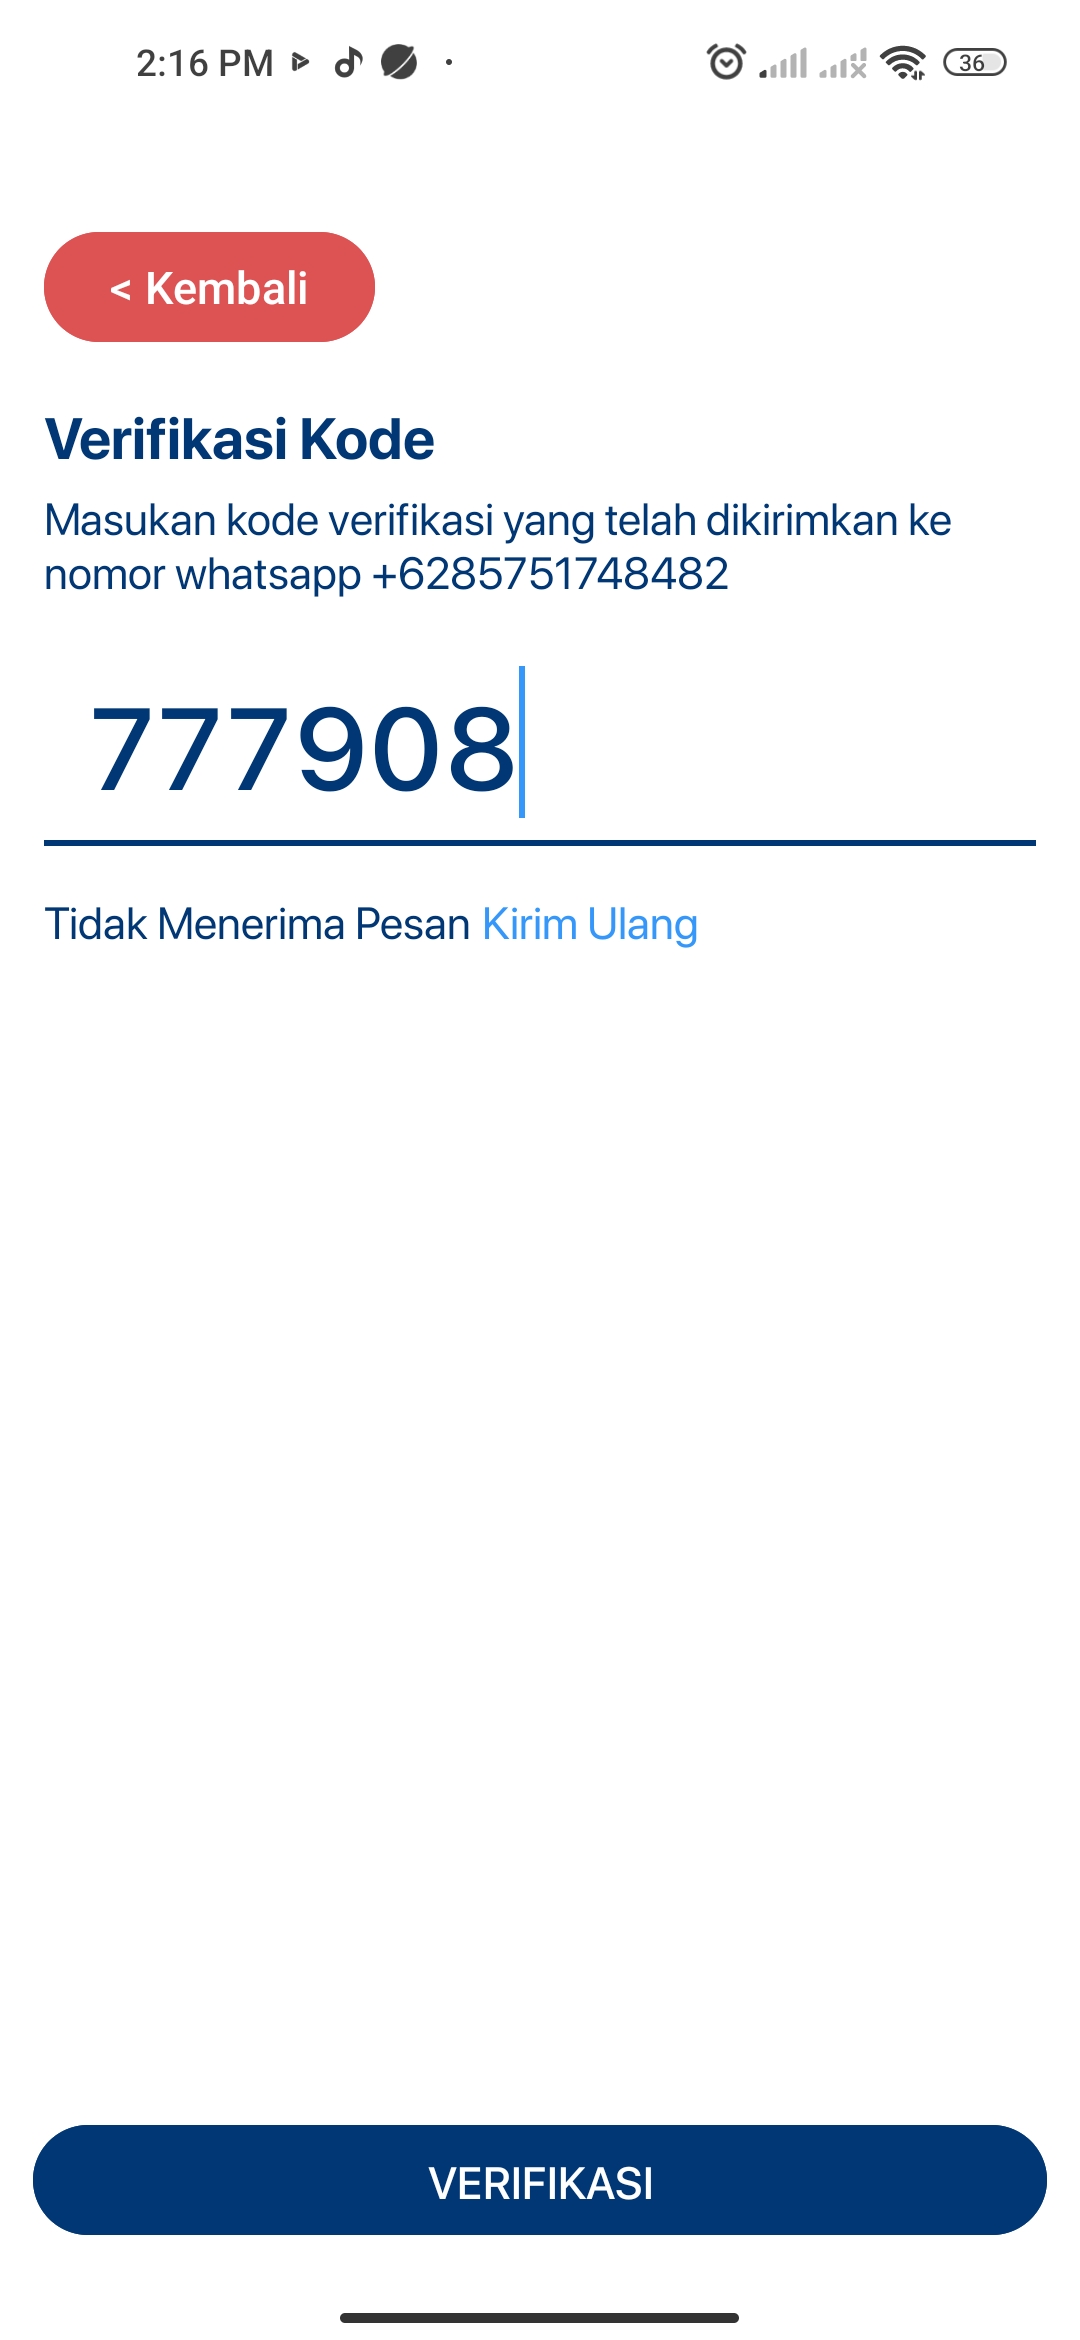 2:16 PM
36
< Kembali
Verifikasi Kode
Masukan kode verifikasi yang telah dikirimkan ke
nomor whatsapp +6285751748482
777908
Tidak Menerima Pesan Kirim Ulang
VERIFIKASI